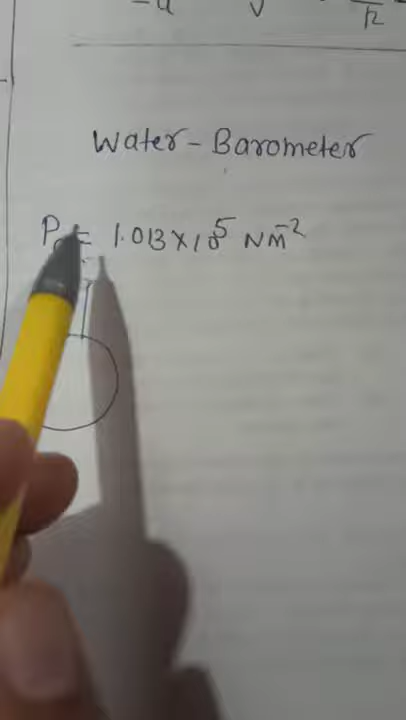 Water - Barometer
P = 1.013 × 10⁵ Nm⁻²